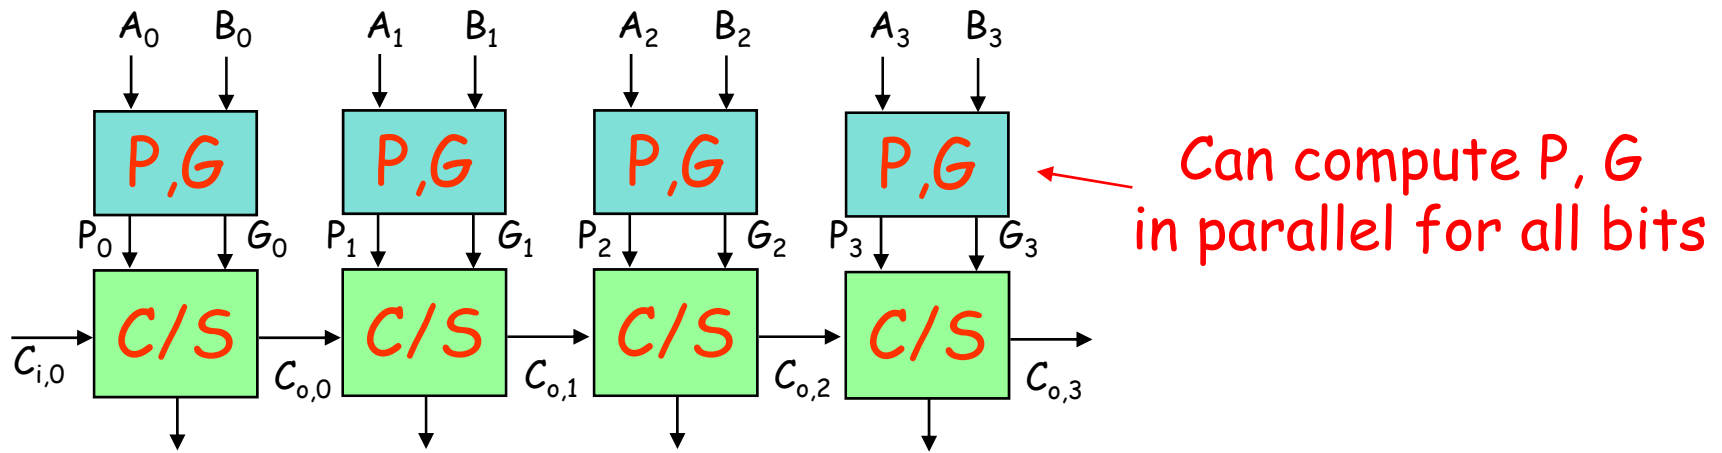 A0 B0 A1 B1 A2 B2 A3 B3
P,G P,G P,G P,G
Can compute P, G
in parallel for all bits
P0 G0 P1 G1 P2 G2 P3 G3
C/S C/S C/S C/S
Ci,0 Co,0 Co,1 Co,2 Co,3